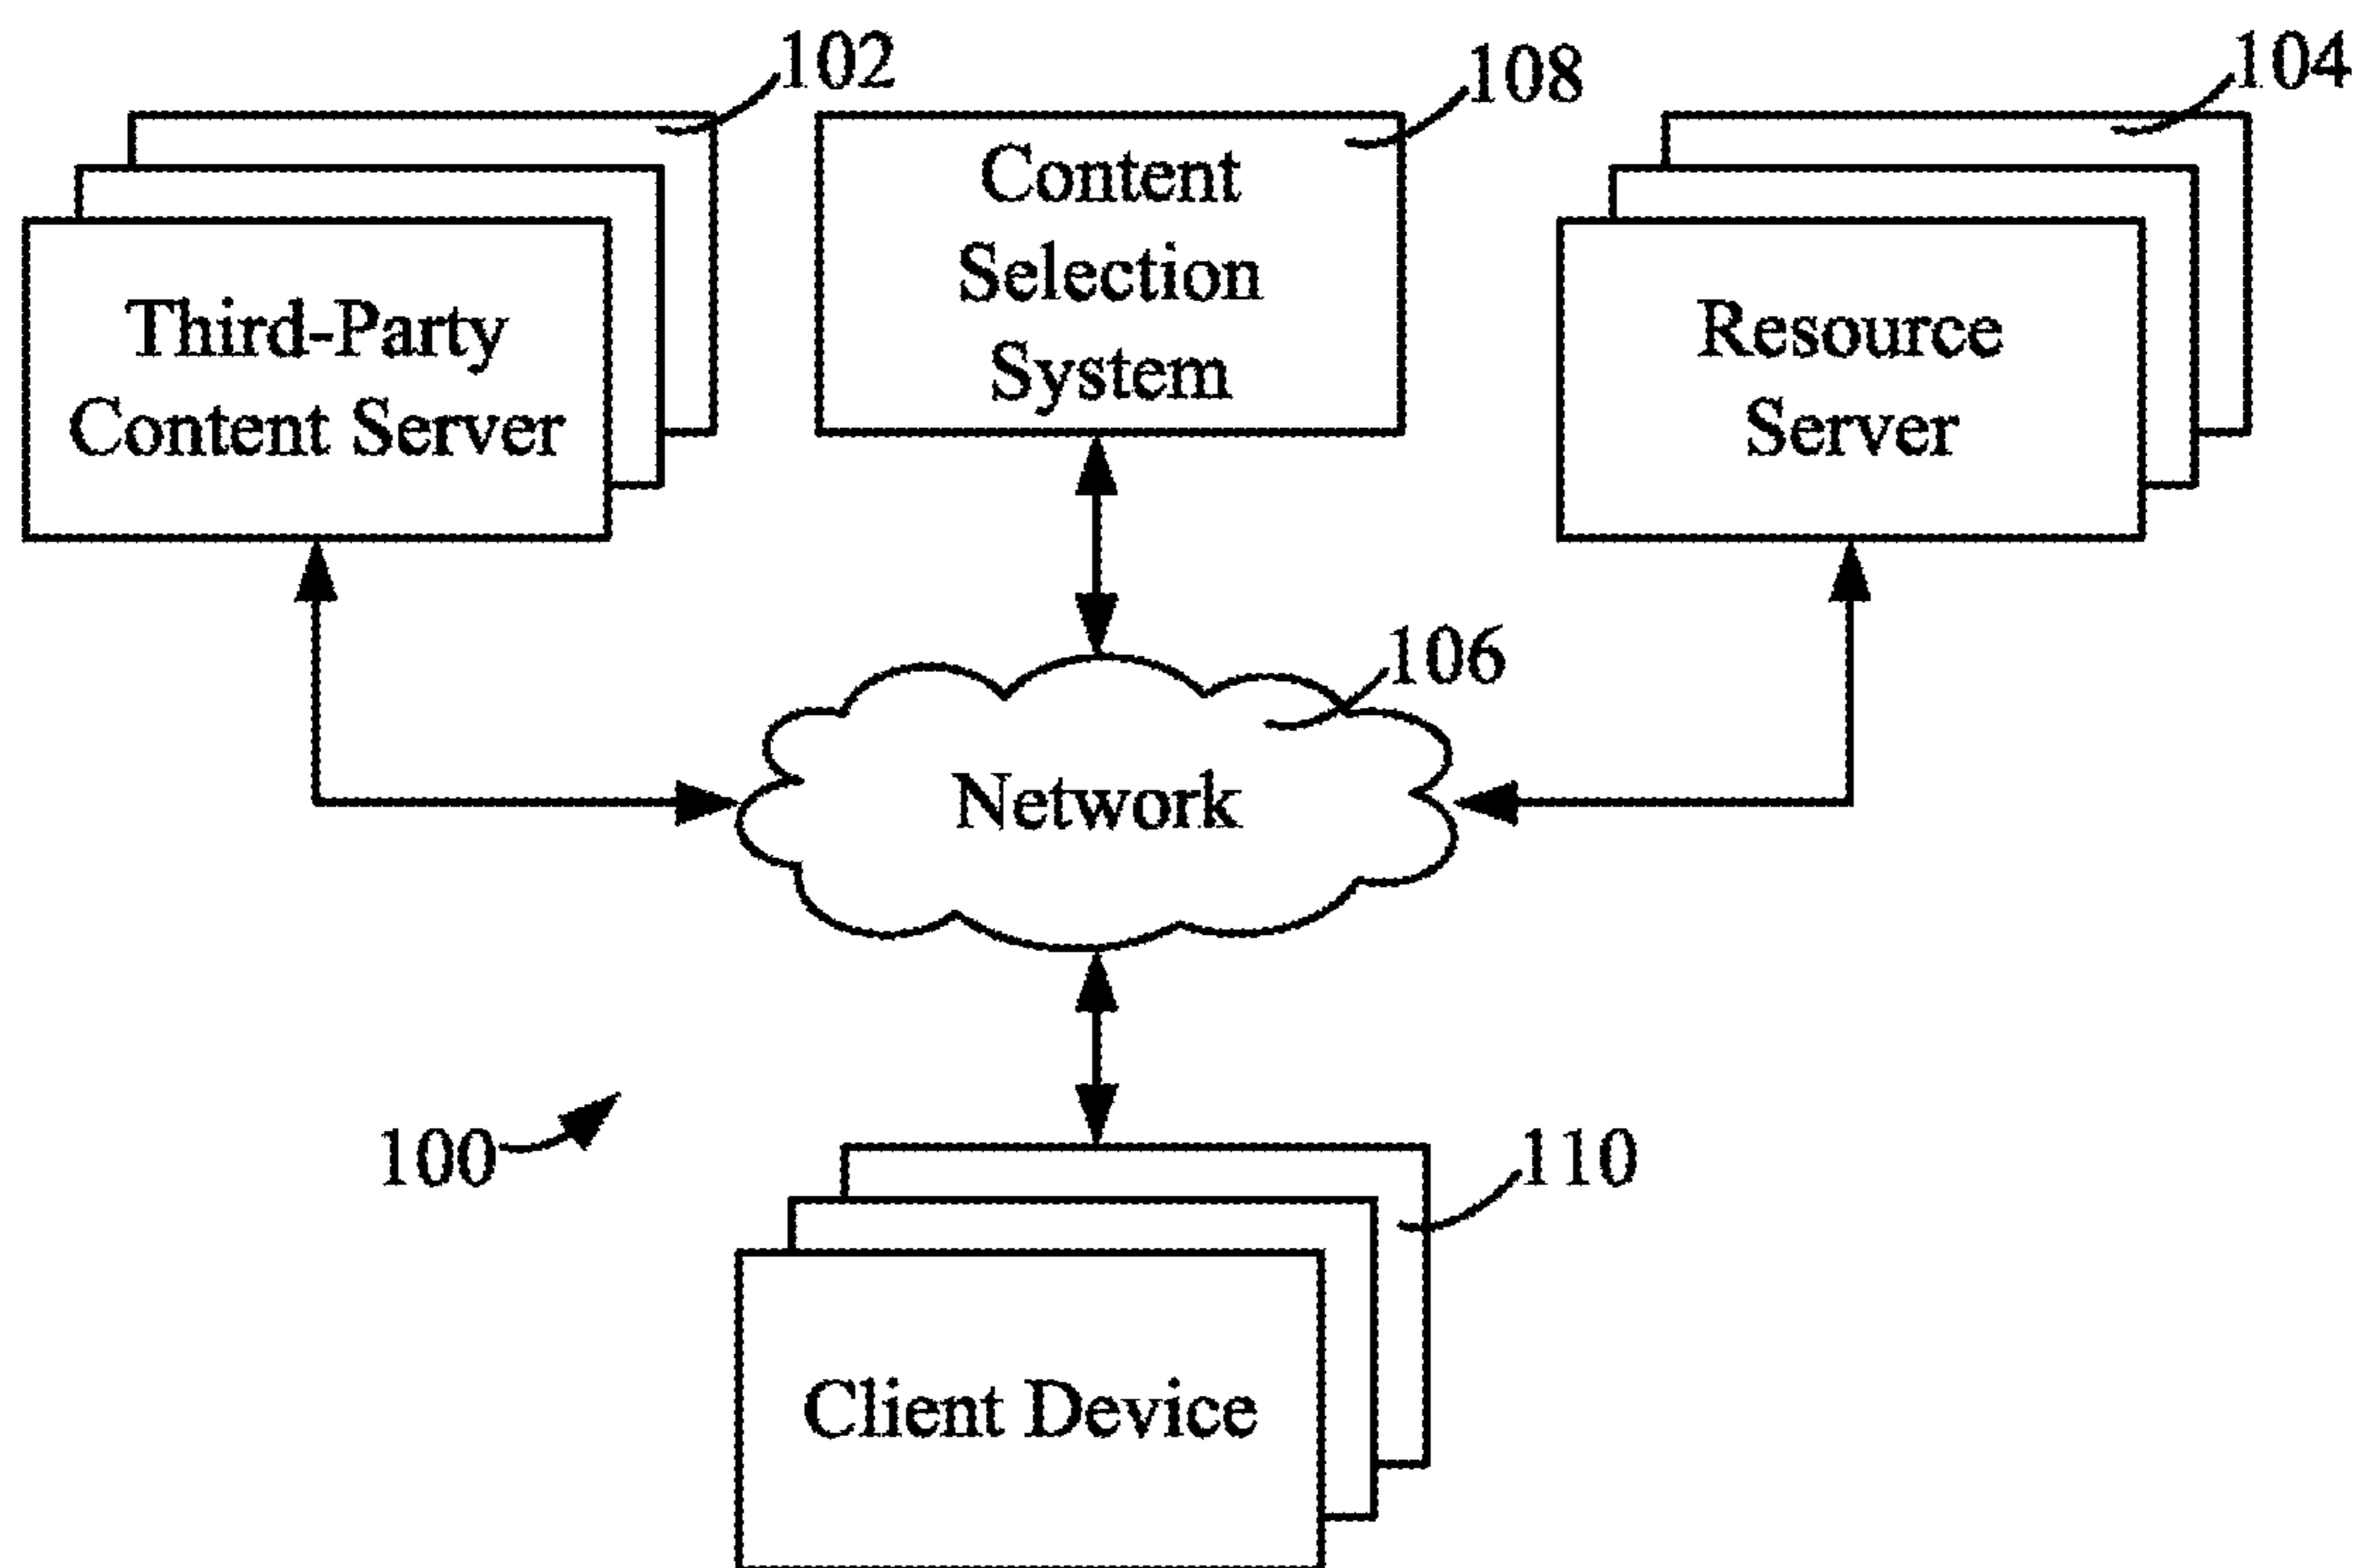 102
108
104
Content
Selection
System
Third-Party
Content Server
Resource
Server
106
Network
100
110
Client Device